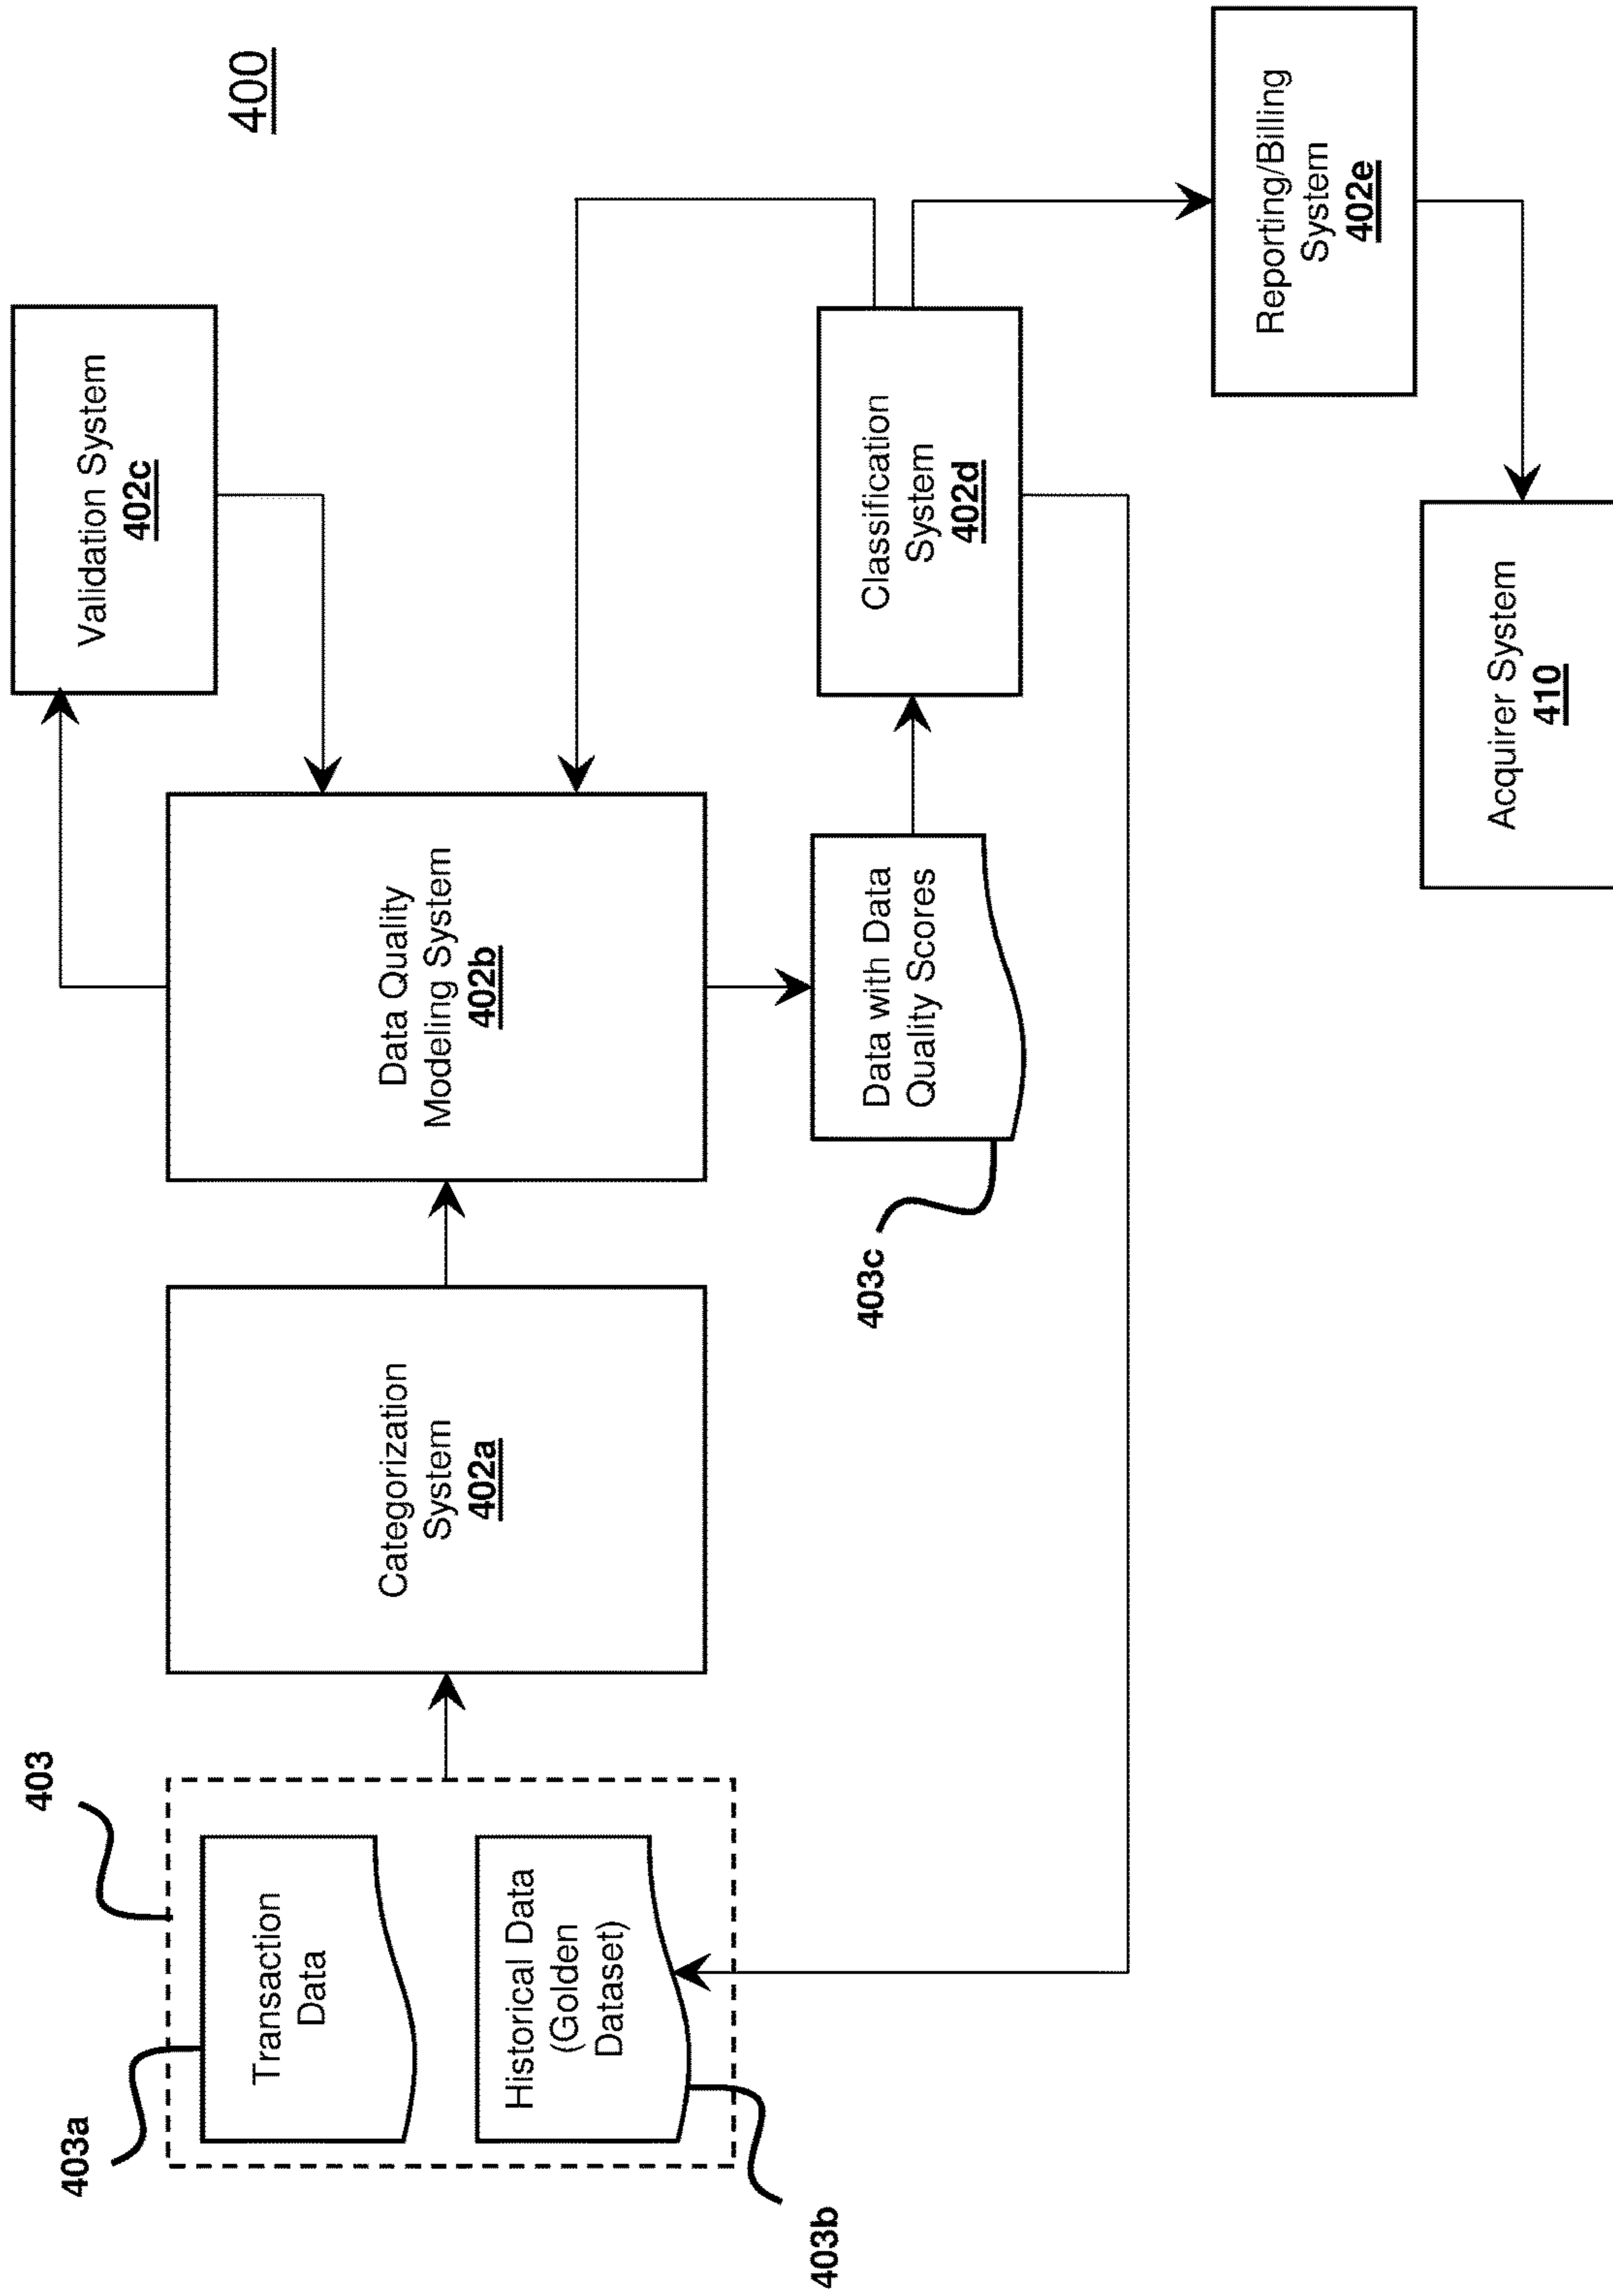 400
403
403a
Transaction
Data
Historical Data
(Golden
Dataset)
403b
Categorization
System
402a
Data Quality
Modeling System
402b
Validation System
402c
Data with Data
Quality Scores
403c
Classification
System
402d
Reporting/Billing
System
402e
Acquirer System
410